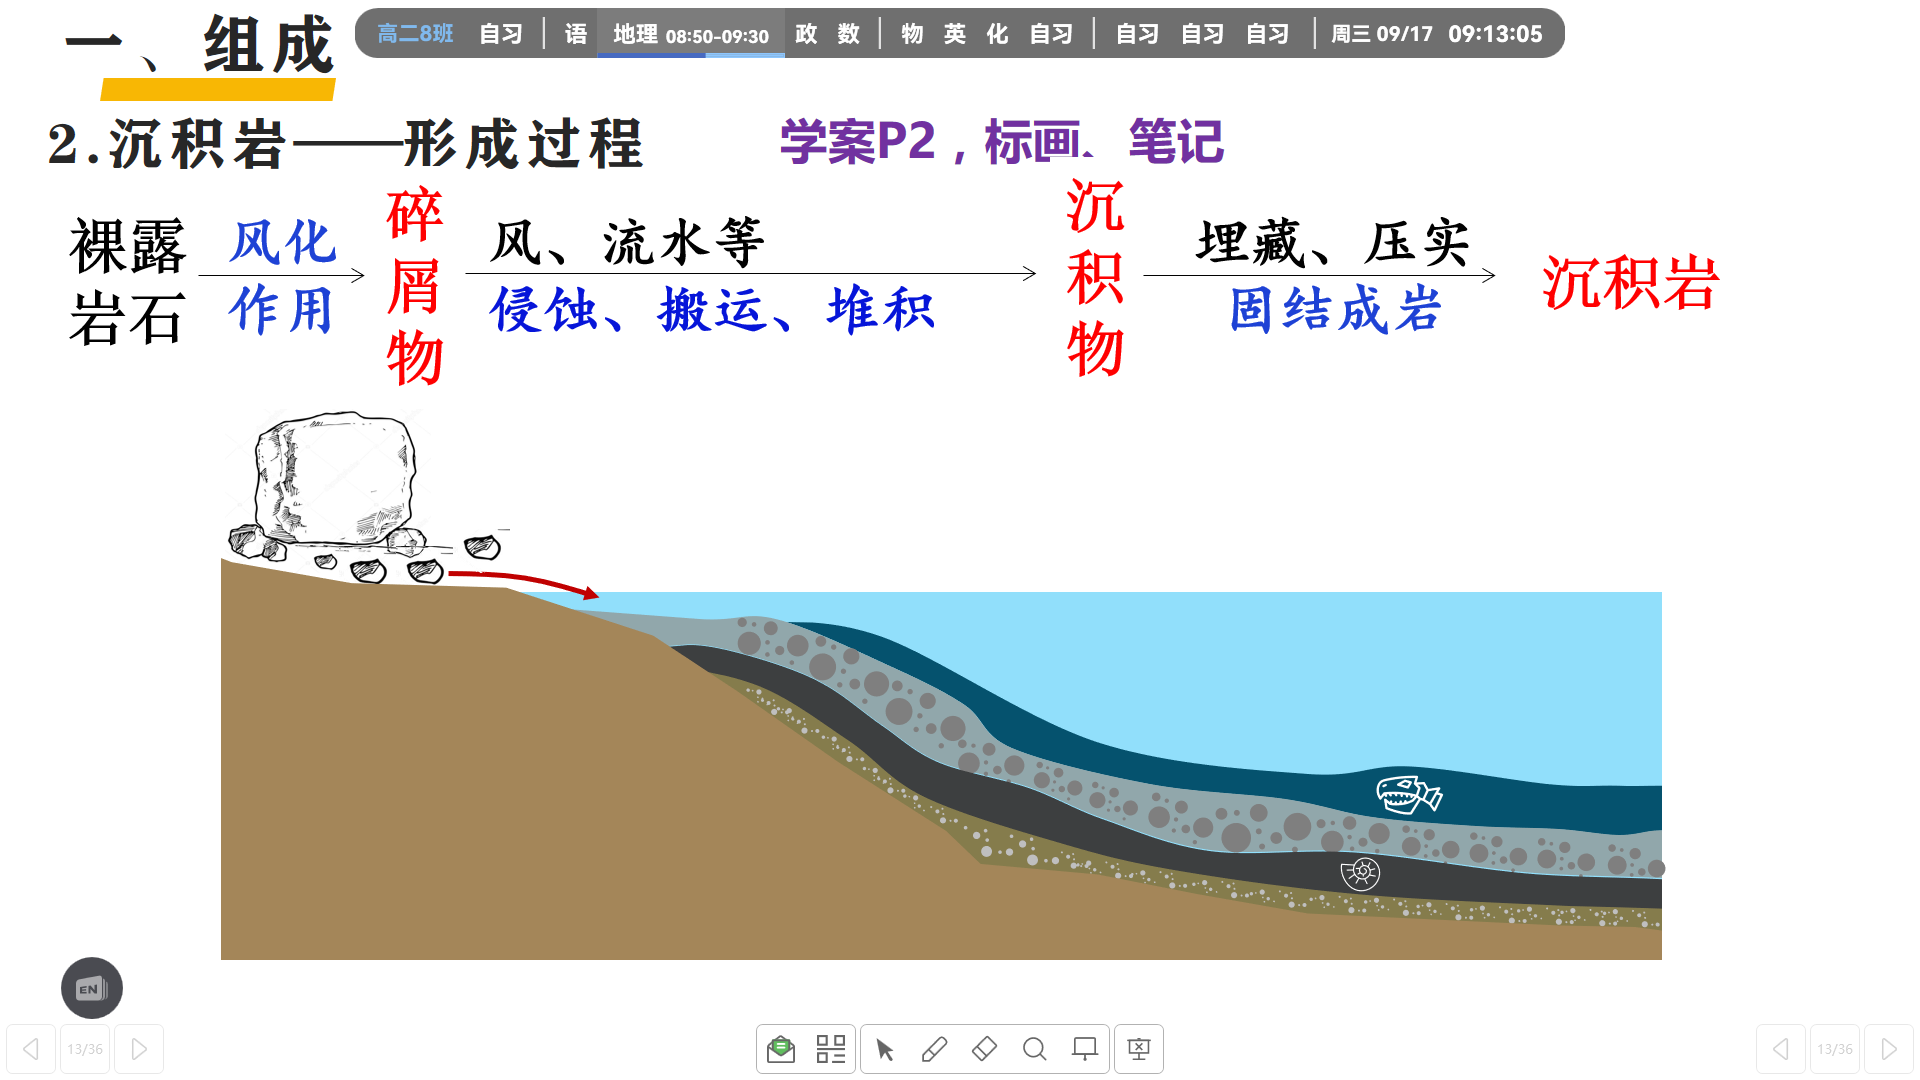 一、组成
高二8班 自习 | 语 地理 08:50-09:30 政 数 | 物 英 化 自习 | 自习 自习 自习 | 周三 09/17 09:13:05
2.沉积岩——形成过程
学案P2，标画、笔记
裸露岩石
风化
作用
碎屑物
风、流水等
侵蚀、搬运、堆积
沉积物
埋藏、压实
固结成岩
沉积岩
EN
13/36
13/36